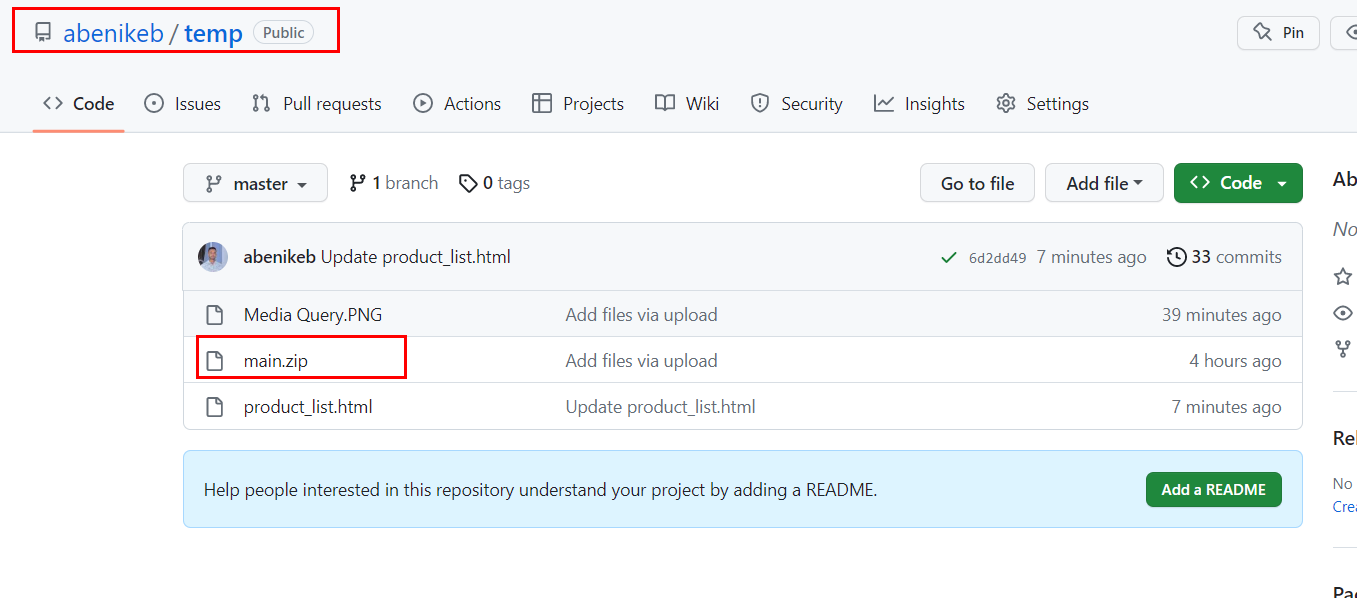 abenikeb / temp Public
Pin
Code Issues Pull requests Actions Projects Wiki Security Insights Settings
master 1 branch 0 tags Go to file Add file Code
abenikeb Update product_list.html 6d2dd49 7 minutes ago 33 commits
Media Query.PNG Add files via upload 39 minutes ago
main.zip Add files via upload 4 hours ago
product_list.html Update product_list.html 7 minutes ago
Help people interested in this repository understand your project by adding a README. Add a README
Ab
No
Rel
No
Crea
Pac